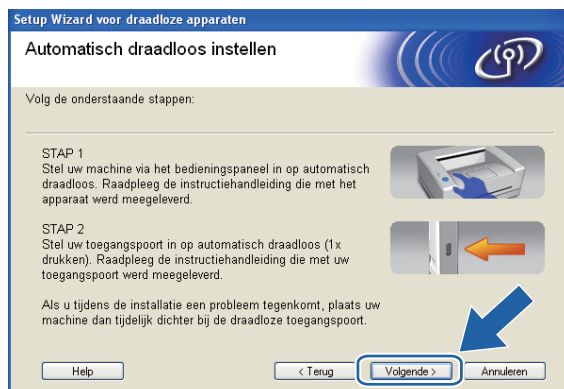 Setup Wizard voor draadloze apparaten
Automatisch draadloos instellen
Volg de onderstaande stappen:
STAP 1
Stel uw machine via het bedieningspaneel in op automatisch
draadloos. Raadpleeg de instructiehandleiding die met het
apparaat werd meegeleverd.
STAP 2
Stel uw toegangspoort in op automatisch draadloos (1x
drukken). Raadpleeg de instructiehandleiding die met uw
toegangspoort werd meegeleverd.
Als u tijdens de installatie een probleem tegenkomt, plaats uw
machine dan tijdelijk dichter bij de draadloze toegangspoort.
Help
< Terug
Volgende >
Annuleren